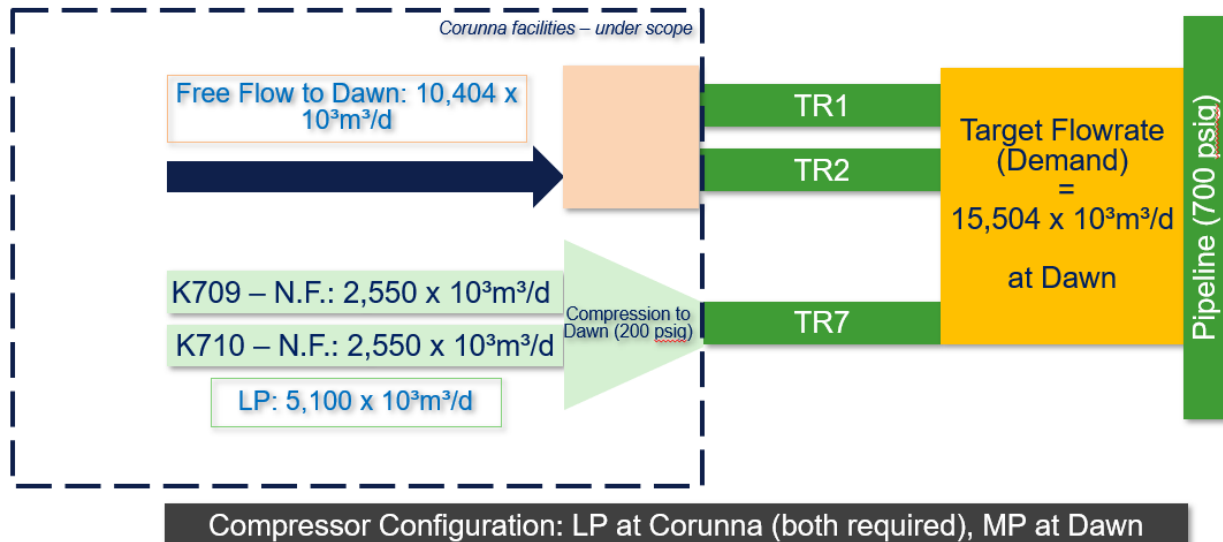 Corunna facilities – under scope
Free Flow to Dawn: 10,404 x
10³m³/d
TR1
TR2
Target Flowrate
(Demand)
=
15,504 x 10³m³/d
at Dawn
Pipeline (700 psig)
K709 – N.F.: 2,550 x 10³m³/d
K710 – N.F.: 2,550 x 10³m³/d
LP: 5,100 x 10³m³/d
Compression to
Dawn (200 psig)
TR7
Compressor Configuration: LP at Corunna (both required), MP at Dawn